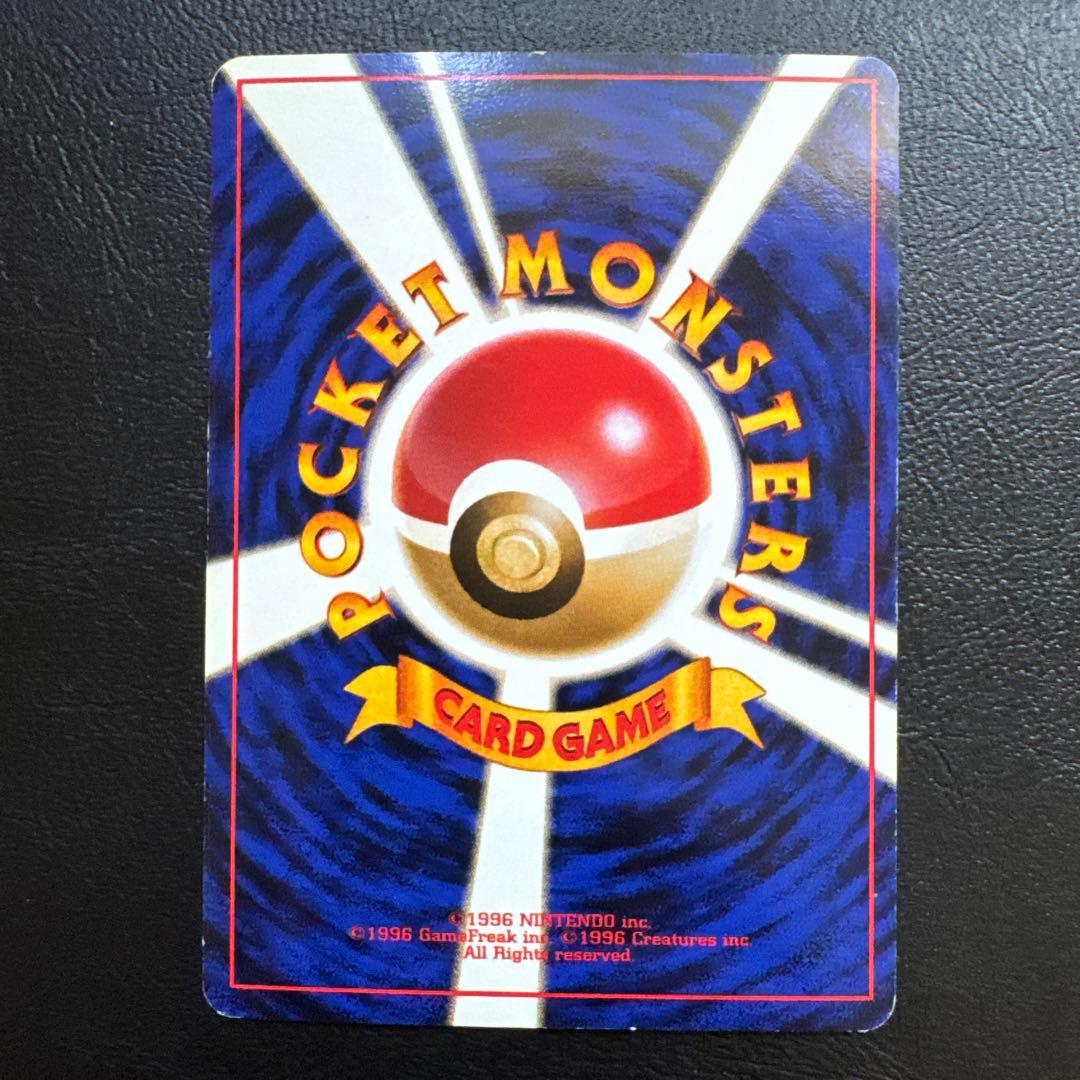 POCKET MONSTERS
CARD GAME
©1996 NINTENDO inc.
©1996 GameFreak inc. ©1996 Creatures inc.
All Rights reserved.